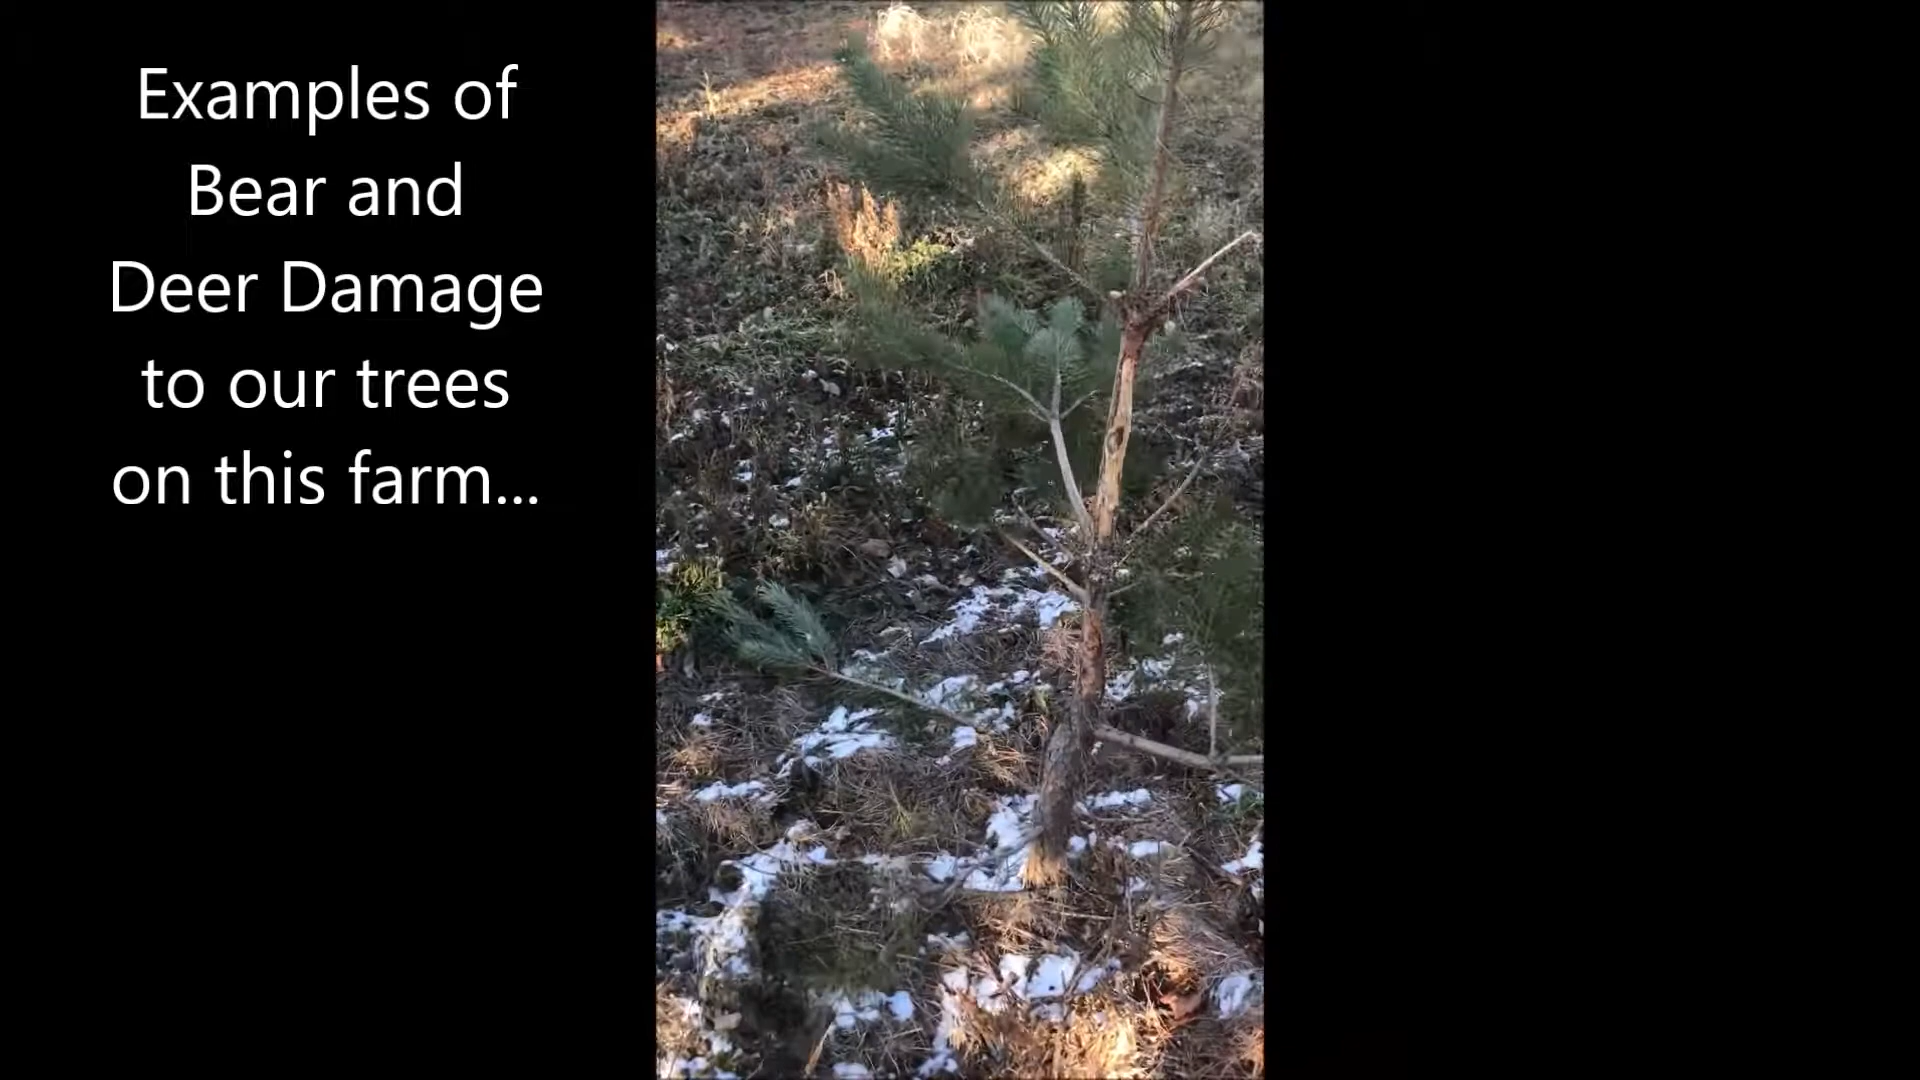 Examples of
Bear and
Deer Damage
to our trees
on this farm...